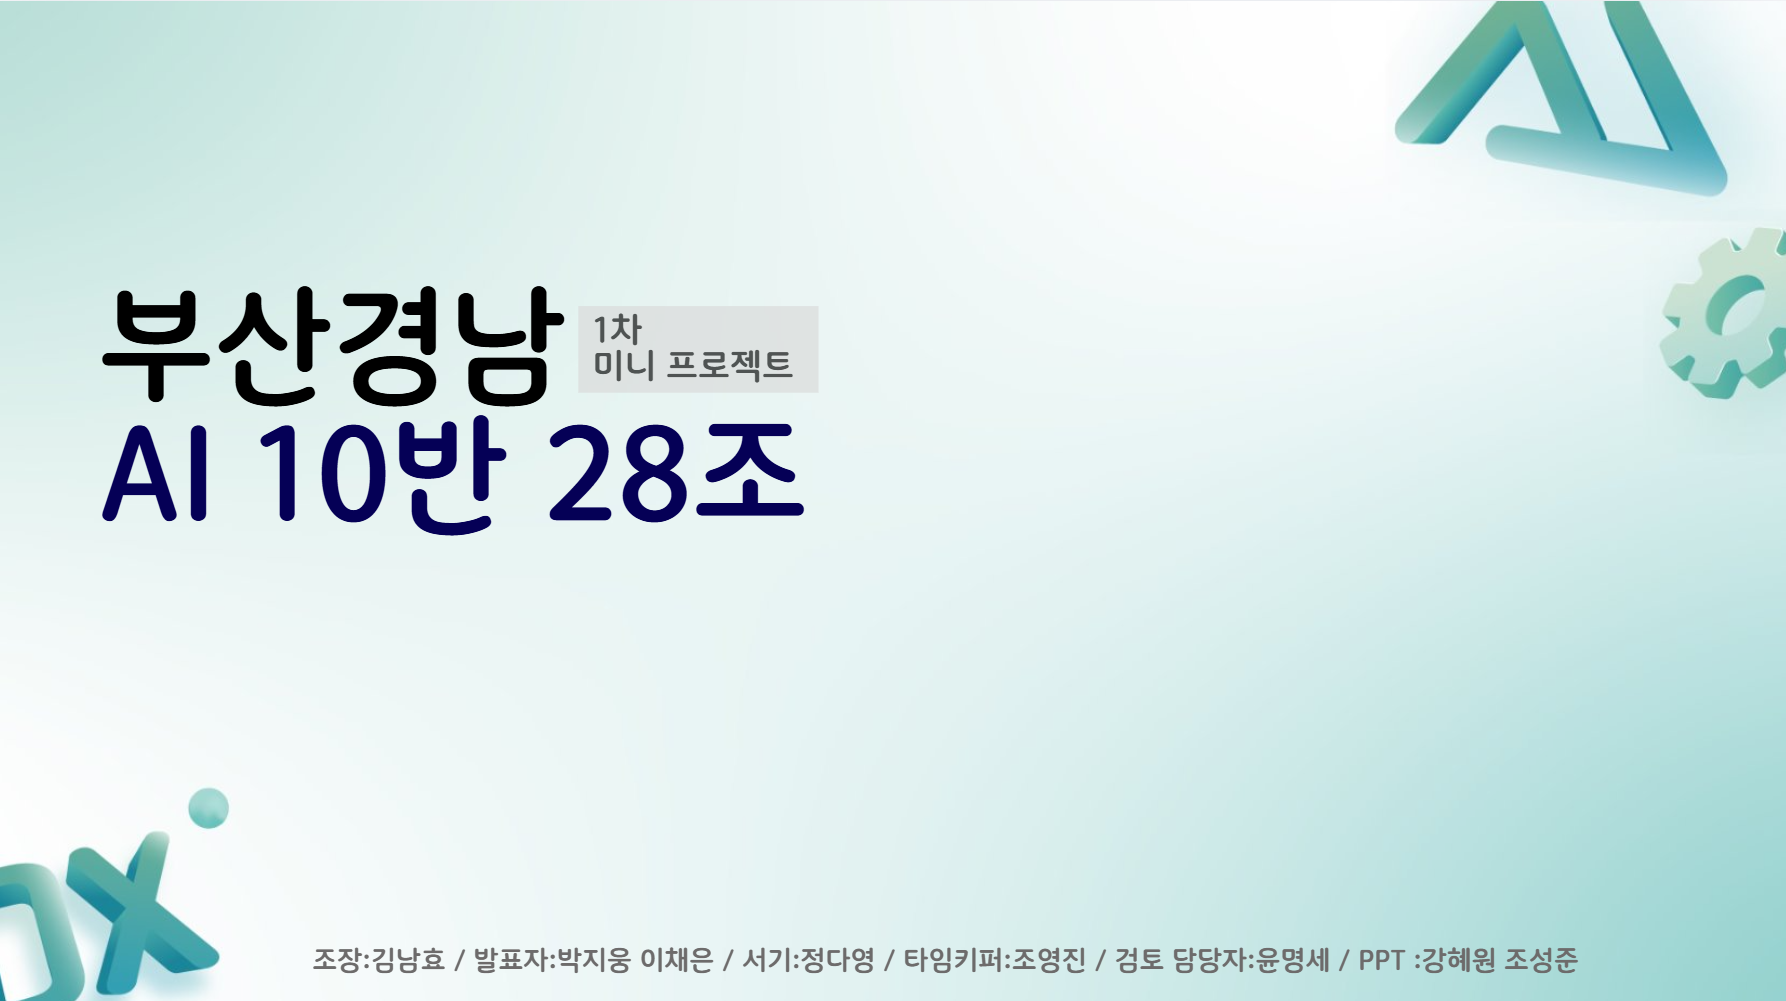 AI
부산경남
1차
미니 프로젝트
AI 10반 28조
DX
조장:김남효 / 발표자:박지웅 이채은 / 서기:정다영 / 타임키퍼:조영진 / 검토 담당자:윤명세 / PPT :강혜원 조성준